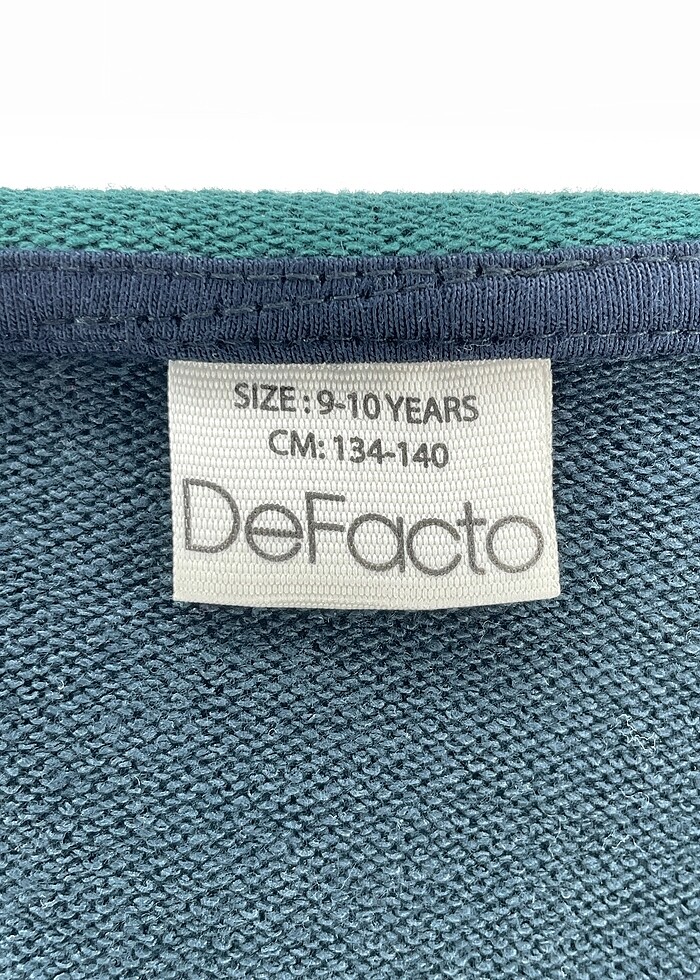 SIZE: 9-10 YEARS
CM: 134-140
DeFacto